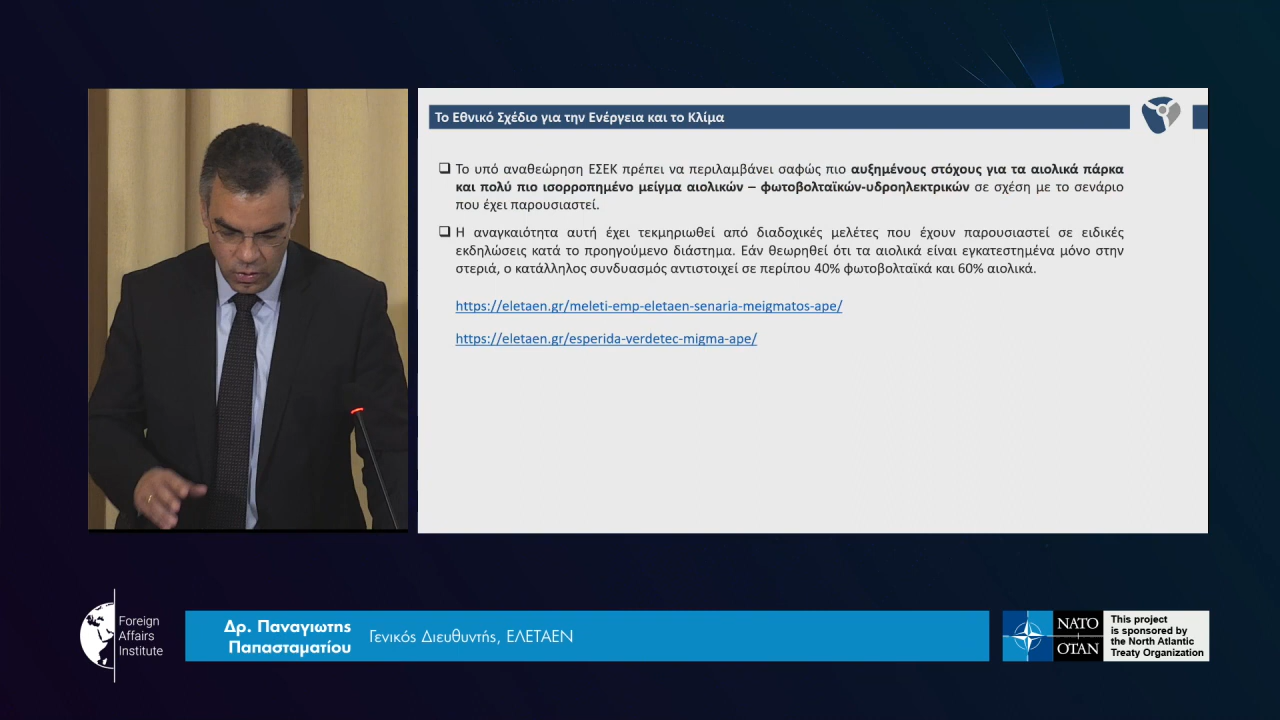 Το Εθνικό Σχέδιο για την Ενέργεια και το Κλίμα
❑ Το υπό αναθεώρηση ΕΣΕΚ πρέπει να περιλαμβάνει σαφώς πιο αυξημένους στόχους για τα αιολικά πάρκα
και πολύ πιο ισορροπημένο μείγμα αιολικών – φωτοβολταϊκών-υδροηλεκτρικών σε σχέση με το σενάριο
που έχει παρουσιαστεί.
❑ Η αναγκαιότητα αυτή έχει τεκμηριωθεί από διαδοχικές μελέτες που έχουν παρουσιαστεί σε ειδικές
εκδηλώσεις κατά το προηγούμενο διάστημα. Εάν θεωρηθεί ότι τα αιολικά είναι εγκατεστημένα μόνο στην
στεριά, ο κατάλληλος συνδυασμός αντιστοιχεί σε περίπου 40% φωτοβολταϊκά και 60% αιολικά.
https://eletaen.gr/meleti-emp-eletaen-senaria-meigmatos-ape/
https://eletaen.gr/esperida-verdetec-migma-ape/
Foreign
Affairs
Institute
Δρ. Παναγιωτης
Παπασταματίου
Γενικός Διευθυντής, ΕΛΕΤΑΕΝ
NATO
OTAN
This project
is sponsored by
the North Atlantic
Treaty Organization